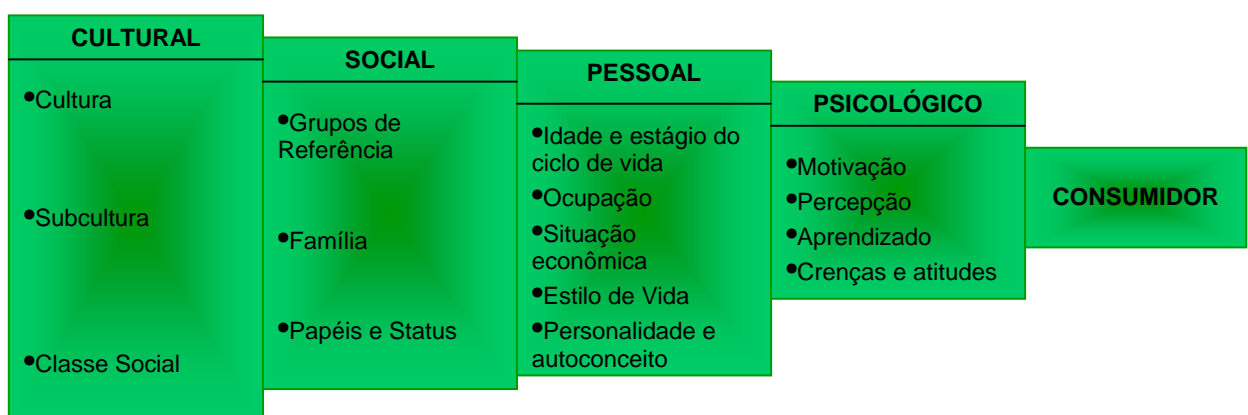 CULTURAL
•Cultura
•Subcultura
•Classe Social
SOCIAL
•Grupos de
Referência
•Família
•Papéis e Status
PESSOAL
•Idade e estágio do
ciclo de vida
•Ocupação
•Situação
econômica
•Estilo de Vida
•Personalidade e
autoconceito
PSICOLÓGICO
•Motivação
•Percepção
•Aprendizado
•Crenças e atitudes
CONSUMIDOR